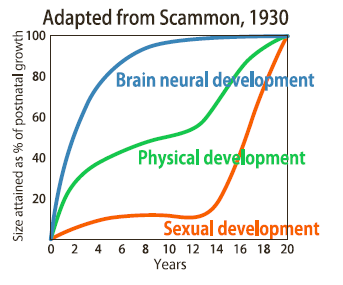 Adapted from Scammon, 1930
Size attained as % of postnatal growth
100
80
60
40
20
Brain neural development
Physical development
Sexual development
0 2 4 6 8 10 12 14 16 18 20
Years